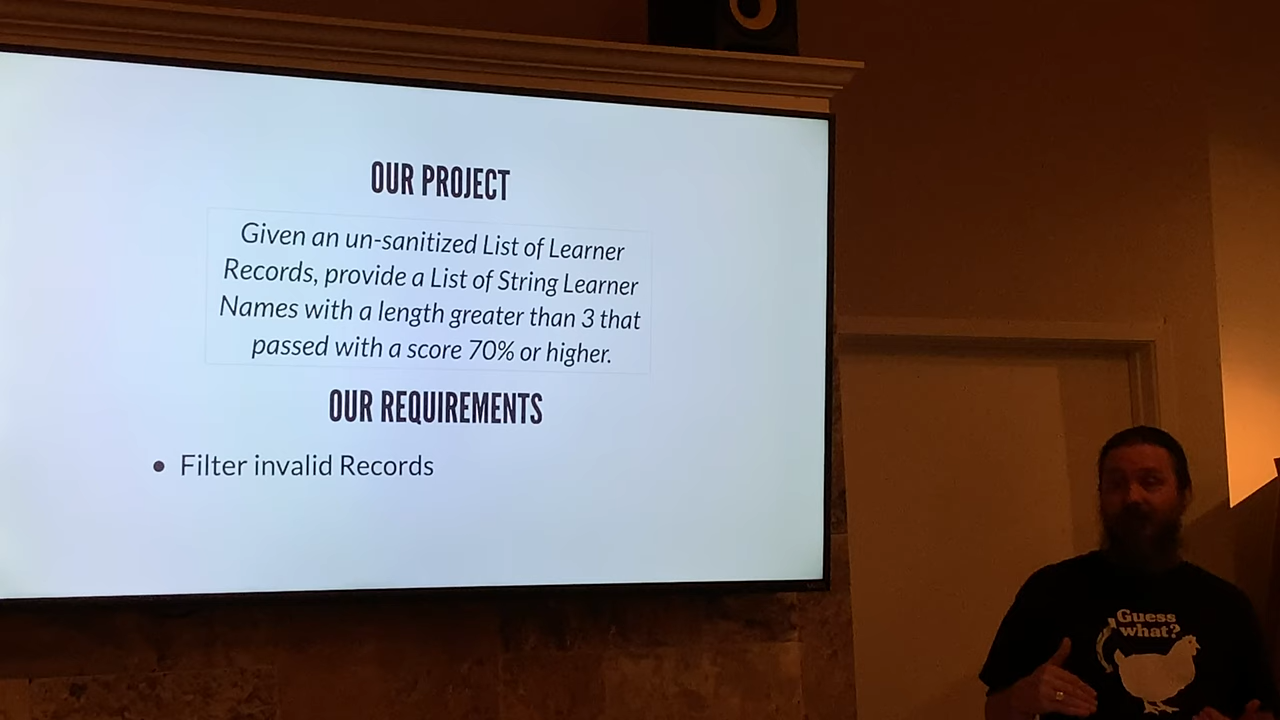 OUR PROJECT
Given an un-sanitized List of Learner
Records, provide a List of String Learner
Names with a length greater than 3 that
passed with a score 70% or higher.
OUR REQUIREMENTS
• Filter invalid Records
Guess
what?